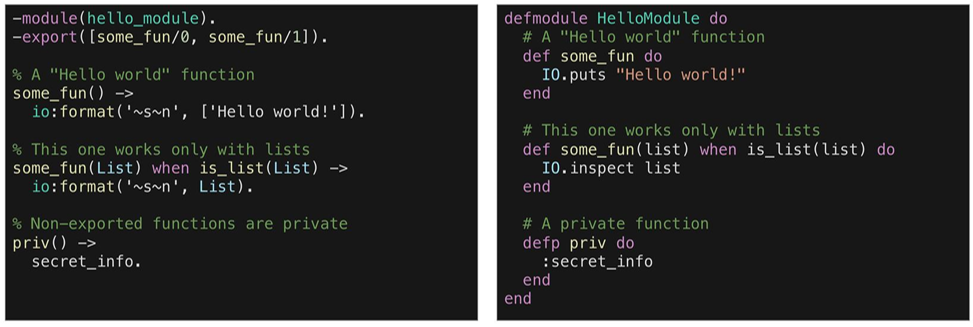 -module(hello_module).
-export([some_fun/0, some_fun/1]).

% A "Hello world" function
some_fun() ->
  io:format('~s~n', ['Hello world!']).

% This one works only with lists
some_fun(List) when is_list(List) ->
  io:format('~s~n', List).

% Non-exported functions are private
priv() ->
  secret_info.

defmodule HelloModule do
  # A "Hello world" function
  def some_fun do
    IO.puts "Hello world!"
  end

  # This one works only with lists
  def some_fun(list) when is_list(list) do
    IO.inspect list
  end

  # A private function
  defp priv do
    :secret_info
  end
end